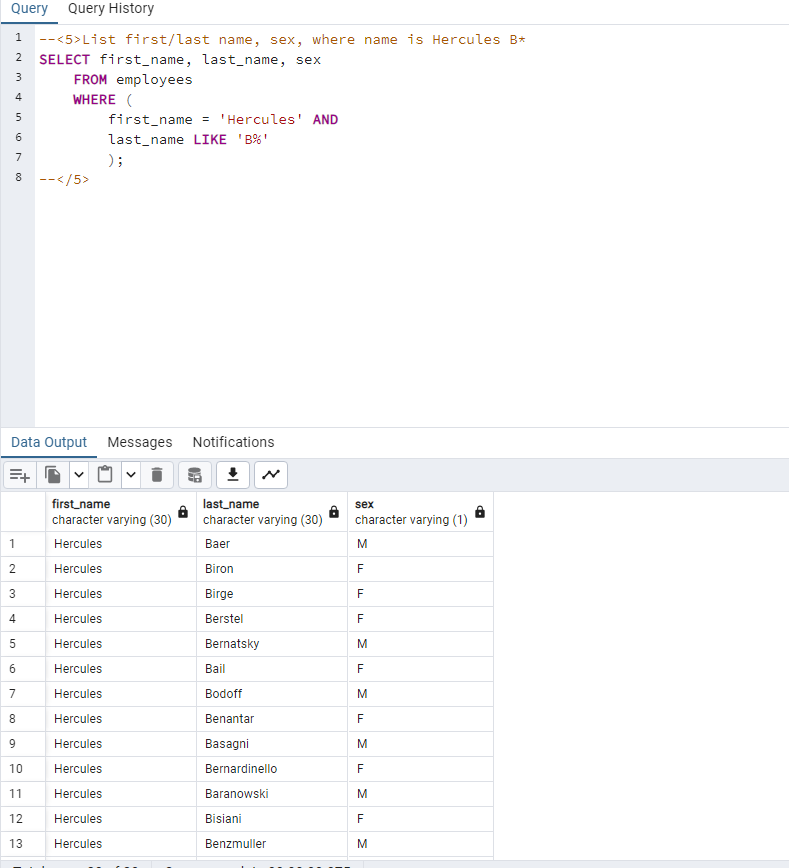 Query Query History
1 --<5>List first/last name, sex, where name is Hercules B*
2 SELECT first_name, last_name, sex
3 FROM employees
4 WHERE (
5 first_name = 'Hercules' AND
6 last_name LIKE 'B%'
7 );
8 --</5>
Data Output Messages Notifications
first_name last_name sex
character varying (30) character varying (30) character varying (1)
1 Hercules Baer M
2 Hercules Biron F
3 Hercules Birge F
4 Hercules Berstel F
5 Hercules Bernatsky M
6 Hercules Bail F
7 Hercules Bodoff M
8 Hercules Benantar F
9 Hercules Basagni M
10 Hercules Bernardinello F
11 Hercules Baranowski M
12 Hercules Bisiani F
13 Hercules Benzmuller M